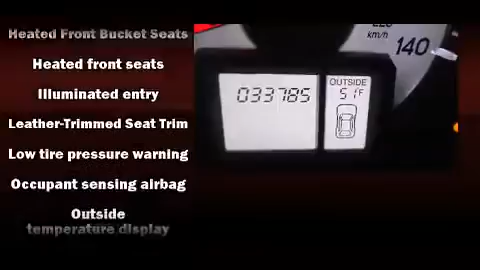 Heated Front Bucket Seats
Heated front seats
Illuminated entry
Leather-Trimmed Seat Trim
Low tire pressure warning
Occupant sensing airbag
Outside
temperature display
220
km/h
140
033785
OUTSIDE
51°F